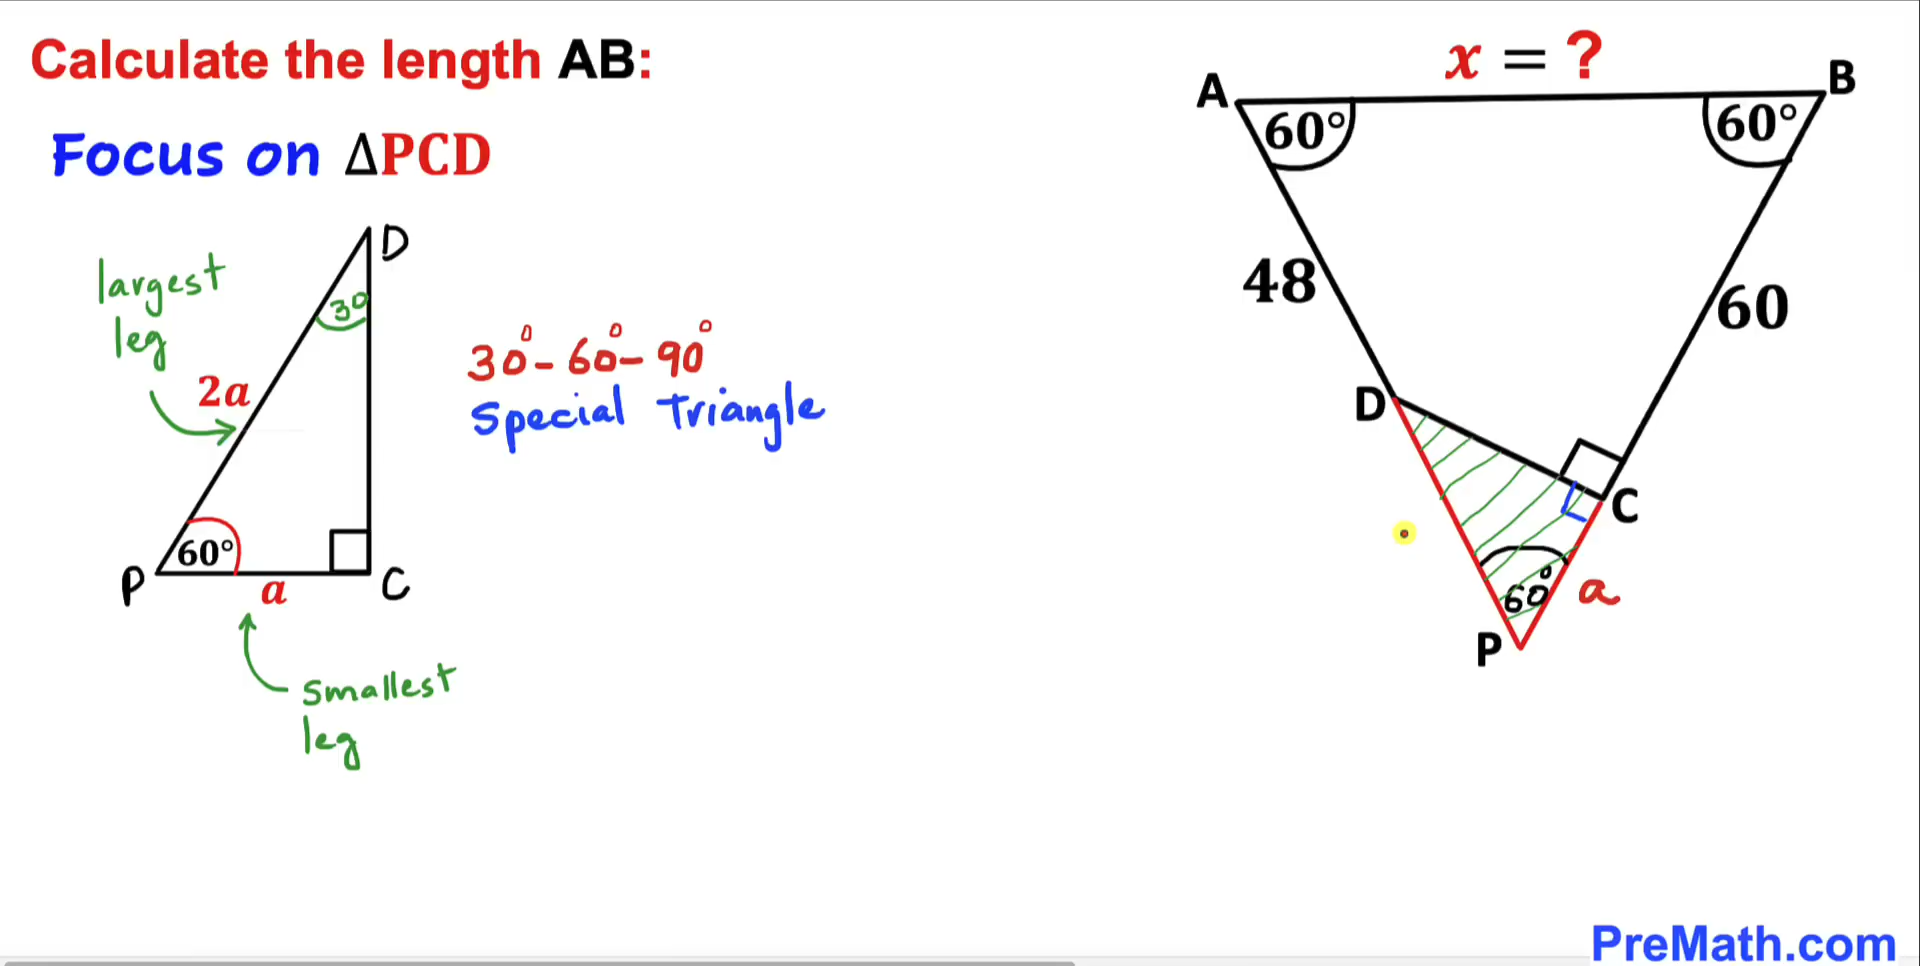 Calculate the length AB:
Focus on ΔPCD
D
largest
leg
30
2a
60°
P
a
C
smallest
leg
30°-60°-90°
Special Triangle
x = ?
A
B
60°
60°
48
60
D
C
60°
a
P
PreMath.com